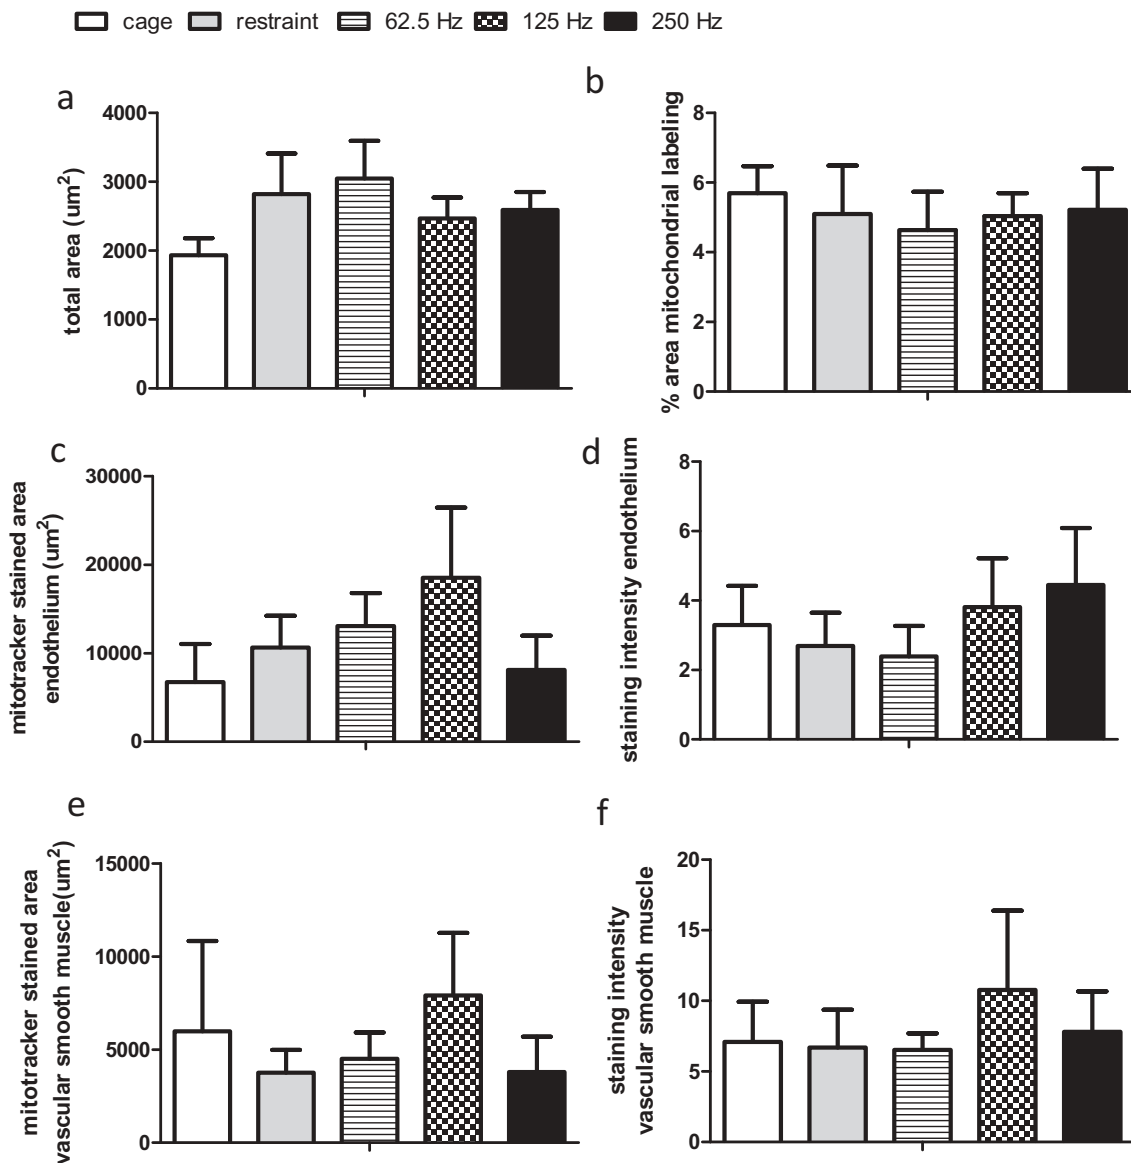 cage restraint 62.5 Hz 125 Hz 250 Hz
a
total area (um²)
4000
3000
2000
1000
0
b
% area mitochondrial labeling
8
6
4
2
0
c
mitotracker stained area
endothelium (um²)
30000
20000
10000
0
d
staining intensity endothelium
8
6
4
2
0
e
mitotracker stained area
vascular smooth muscle(um²)
15000
10000
5000
0
f
staining intensity
vascular smooth muscle
20
15
10
5
0